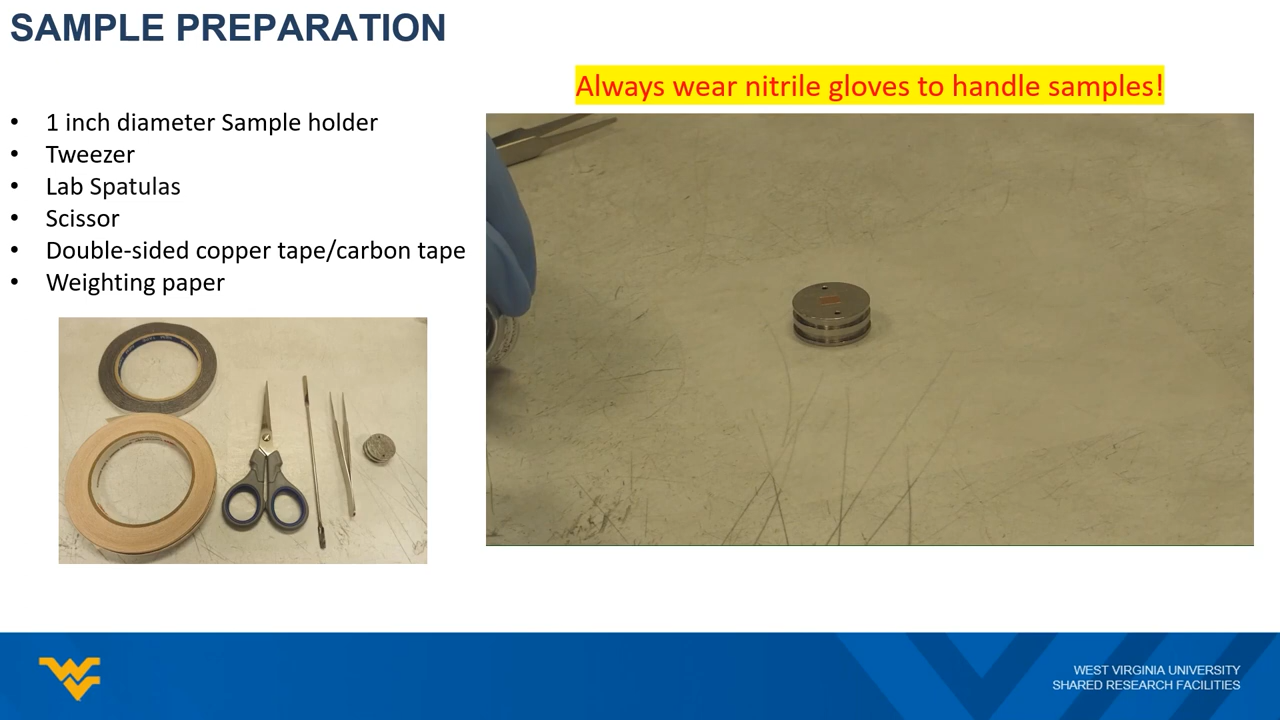 SAMPLE PREPARATION
Always wear nitrile gloves to handle samples!
• 1 inch diameter Sample holder
• Tweezer
• Lab Spatulas
• Scissor
• Double-sided copper tape/carbon tape
• Weighting paper
WEST VIRGINIA UNIVERSITY
SHARED RESEARCH FACILITIES